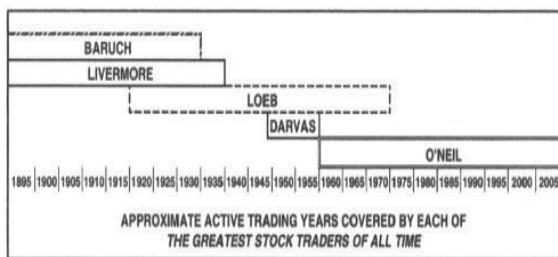 BARUCH
LIVERMORE
LOEB
DARVAS
O'NEIL
1895 1900 1905 1910 1915 1920 1925 1930 1935 1940 1945 1950 1955 1960 1965 1970 1975 1980 1985 1990 1995 2000 2005
APPROXIMATE ACTIVE TRADING YEARS COVERED BY EACH OF
THE GREATEST STOCK TRADERS OF ALL TIME